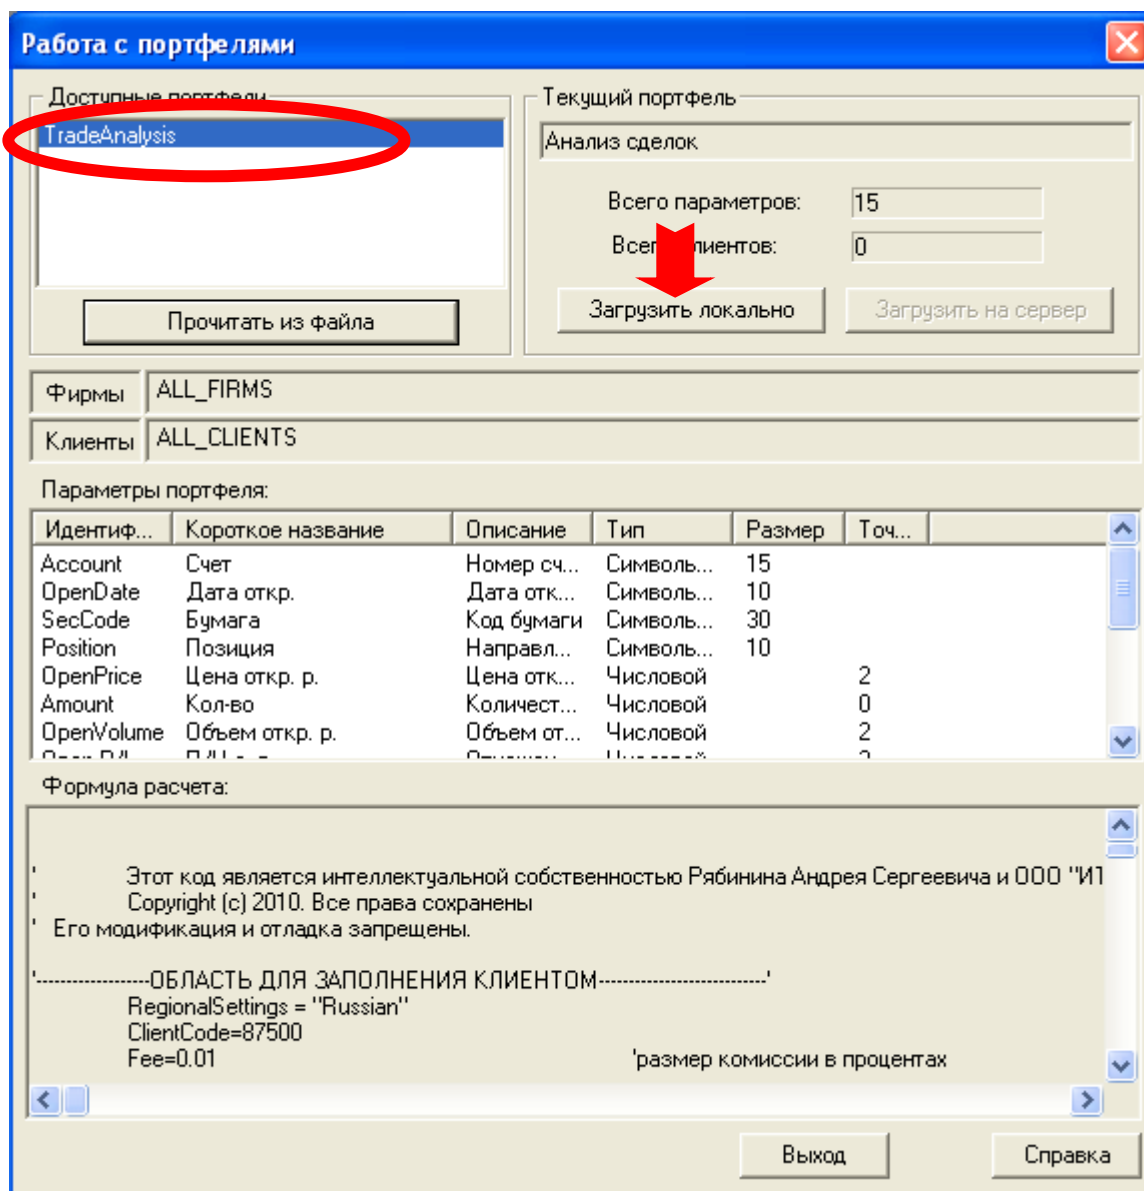 Работа с портфелями
Доступные портфели
TradeAnalysis
Прочитать из файла
Текущий портфель
Анализ сделок
Всего параметров: 15
клиентов: 0
Загрузить локально
Загрузить на сервер
Фирмы ALL_FIRMS
Клиенты ALL_CLIENTS
Параметры портфеля:
Идентиф... Короткое название Описание Тип Размер Точ...
Account Счет Номер сч... Символь... 15
OpenDate Дата откр. Дата отк... Символь... 10
SecCode Бумага Код бумаги Символь... 30
Position Позиция Направл... Символь... 10
OpenPrice Цена откр. р. Цена отк... Числовой 2
Amount Кол-во Количест... Числовой 0
OpenVolume Объем откр. р. Объем от... Числовой 2
Формула расчета:
' Этот код является интеллектуальной собственностью Рябинина Андрея Сергеевича и ООО "ИТ
' Copyright (c) 2010. Все права сохранены
' Его модификация и отладка запрещены.
'------------------ОБЛАСТЬ ДЛЯ ЗАПОЛНЕНИЯ КЛИЕНТОМ---------------------------'
RegionalSettings = "Russian"
ClientCode=87500
Fee=0.01 'размер комиссии в процентах
Выход
Справка